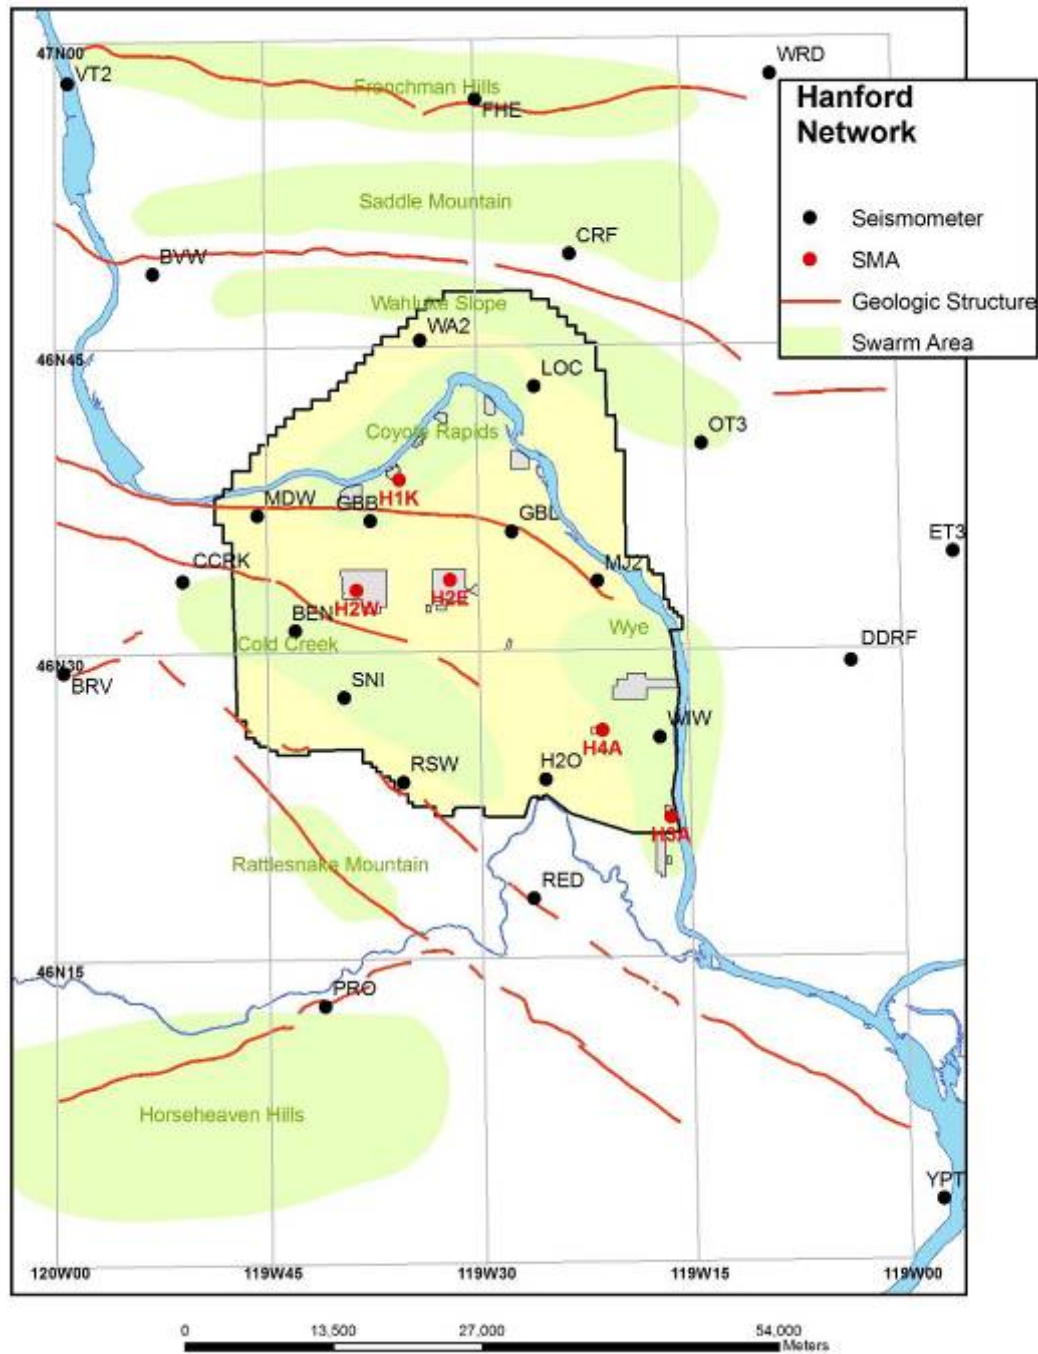 47N00
VT2
WRD
Frenchman Hills
FHE
Hanford
Network
Seismometer
SMA
Geologic Structure
Swarm Area
Saddle Mountain
CRF
BVW
Wahluke Slope
WA2
46N45
LOC
Coyote Rapids
OT3
H1K
MDW
GBB
GBL
ET3
CCRK
MJ2
H2W
H2E
BEN
Wye
Cold Creek
DDRF
46N30
BRV
SNI
WIW
H4A
RSW
H2O
H3A
Rattlesnake Mountain
RED
46N15
PRO
Horseheaven Hills
YPT
120W00
119W45
119W30
119W15
119W00
0
13,500
27,000
54,000
Meters